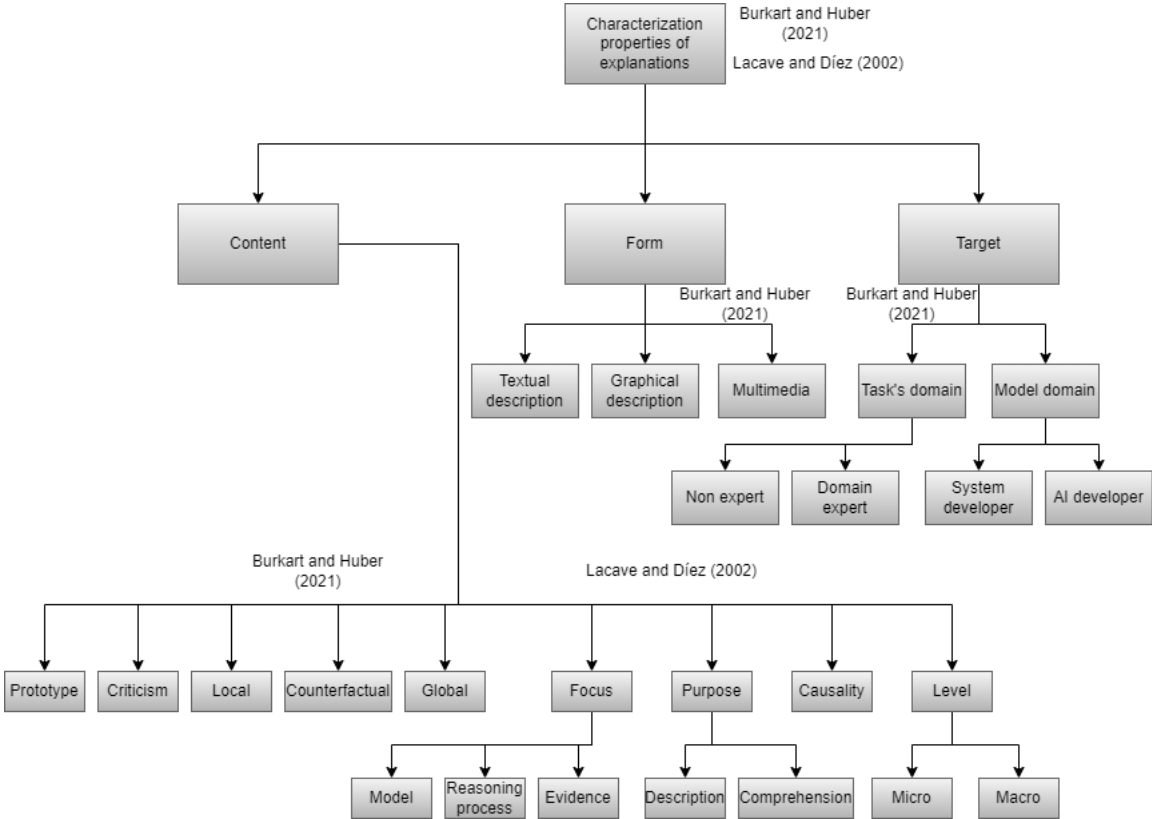 Characterization
properties of
explanations
Burkart and Huber
(2021)
Lacave and Díez (2002)
Content
Form
Target
Burkart and Huber
(2021)
Burkart and Huber
(2021)
Textual
description
Graphical
description
Multimedia
Task's domain
Model domain
Non expert
Domain
expert
System
developer
AI developer
Burkart and Huber
(2021)
Lacave and Díez (2002)
Prototype
Criticism
Local
Counterfactual
Global
Focus
Purpose
Causality
Level
Model
Reasoning
process
Evidence
Description
Comprehension
Micro
Macro